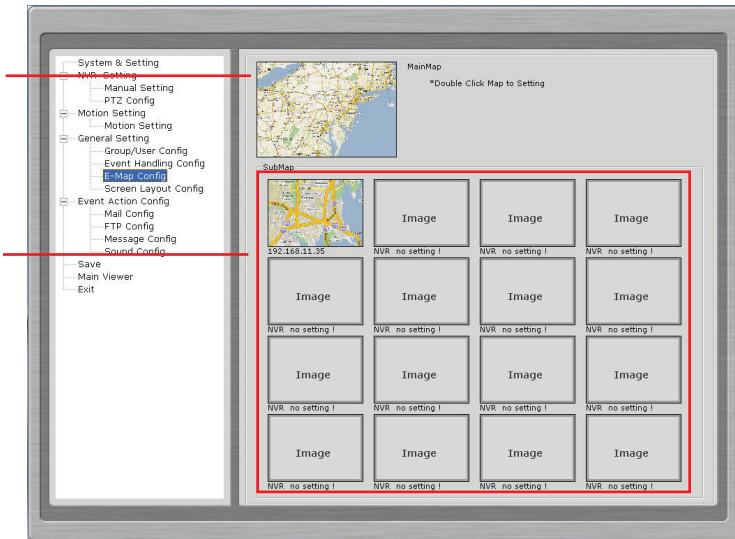 System & Setting
NVR Setting
Manual Setting
PTZ Config
Motion Setting
Motion Setting
General Setting
Group/User Config
Event Handling Config
E-Map Config
Screen Layout Config
Event Action Config
Mail Config
FTP Config
Message Config
Sound Config
Save
Main Viewer
Exit
MainMap
*Double Click Map to Setting
SubMap
Image Image Image
192.168.11.35 NVR no setting ! NVR no setting ! NVR no setting !
Image Image Image Image
NVR no setting ! NVR no setting ! NVR no setting ! NVR no setting !
Image Image Image Image
NVR no setting ! NVR no setting ! NVR no setting ! NVR no setting !
Image Image Image Image
NVR no setting ! NVR no setting ! NVR no setting ! NVR no setting !